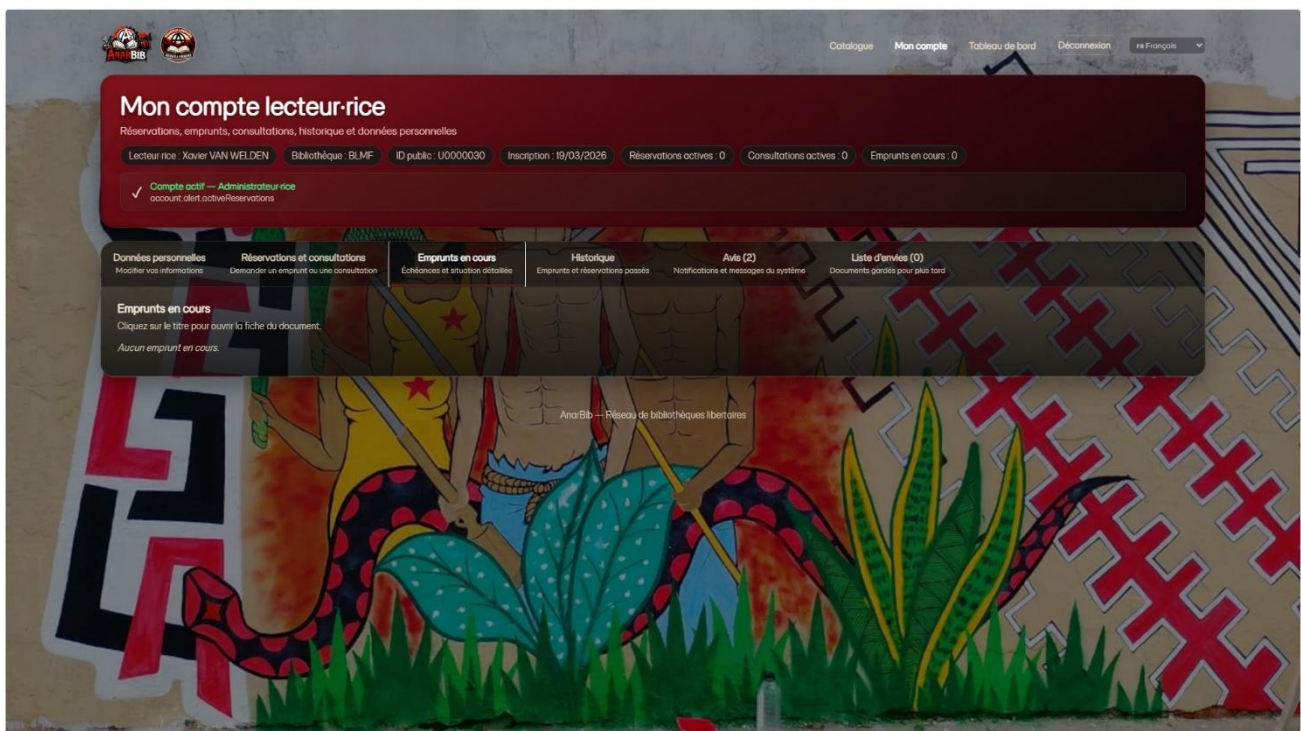 ANARBIB
Catalogue
Mon compte
Tableau de bord
Déconnexion
FR Français
Mon compte lecteur·rice
Réservations, emprunts, consultations, historique et données personnelles
Lecteur·rice : Xavier VAN WELDEN
Bibliothèque : BLMF
ID public : U0000030
Inscription : 19/03/2026
Réservations actives : 0
Consultations actives : 0
Emprunts en cours : 0
Compte actif — Administrateur·rice
account.alert.activeReservations
Données personnelles
Modifier vos informations
Réservations et consultations
Demander un emprunt ou une consultation
Emprunts en cours
Échéances et situation détaillée
Historique
Emprunts et réservations passés
Avis (2)
Notifications et messages du système
Liste d'envies (0)
Documents gardés pour plus tard
Emprunts en cours
Cliquez sur le titre pour ouvrir la fiche du document.
Aucun emprunt en cours.
AnarBib — Réseau de bibliothèques libertaires